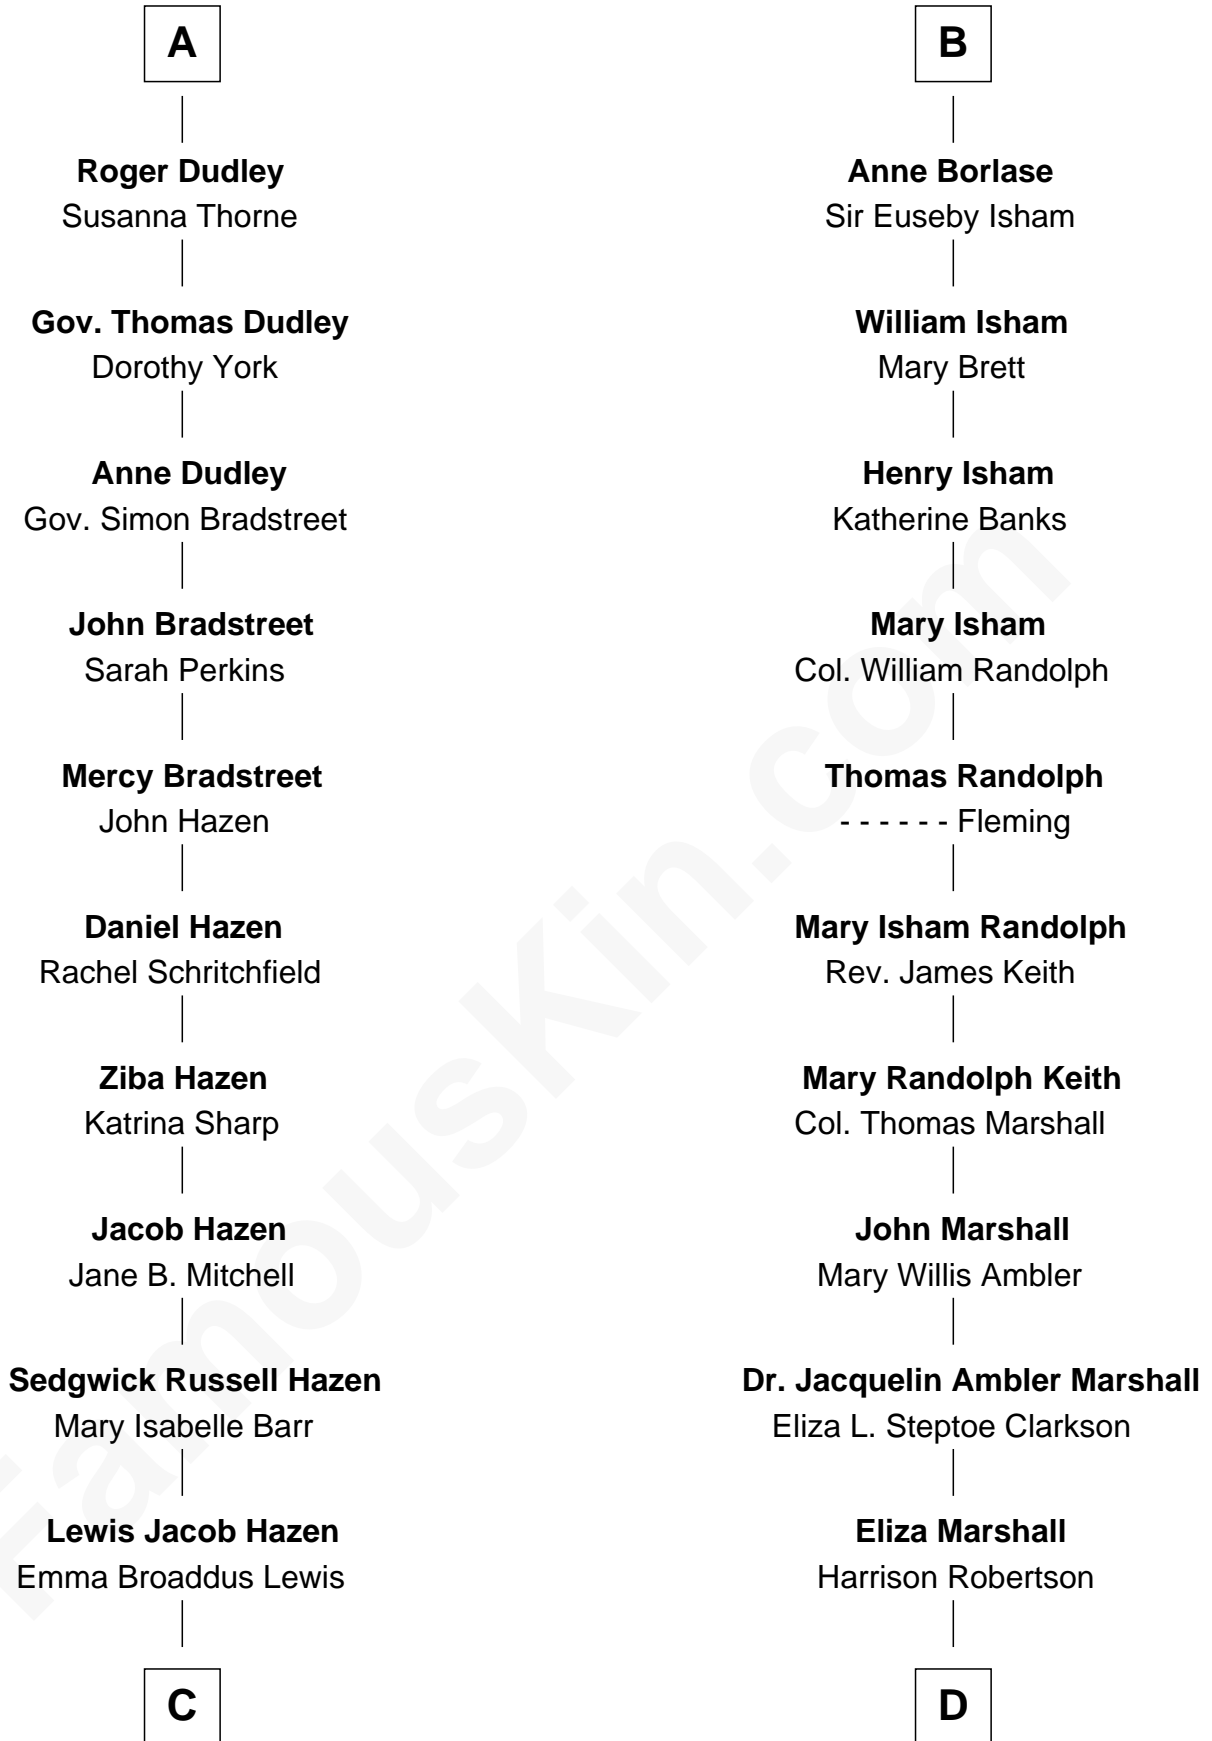 A
Roger Dudley
Susanna Thorne
Gov. Thomas Dudley
Dorothy York
Anne Dudley
Gov. Simon Bradstreet
John Bradstreet
Sarah Perkins
Mercy Bradstreet
John Hazen
Daniel Hazen
Rachel Schritchfield
Ziba Hazen
Katrina Sharp
Jacob Hazen
Jane B. Mitchell
Sedgwick Russell Hazen
Mary Isabelle Barr
Lewis Jacob Hazen
Emma Broaddus Lewis
C
B
Anne Borlase
Sir Euseby Isham
William Isham
Mary Brett
Henry Isham
Katherine Banks
Mary Isham
Col. William Randolph
Thomas Randolph
- - - - - - Fleming
Mary Isham Randolph
Rev. James Keith
Mary Randolph Keith
Col. Thomas Marshall
John Marshall
Mary Willis Ambler
Dr. Jacquelin Ambler Marshall
Eliza L. Steptoe Clarkson
Eliza Marshall
Harrison Robertson
D
FamousKin.com